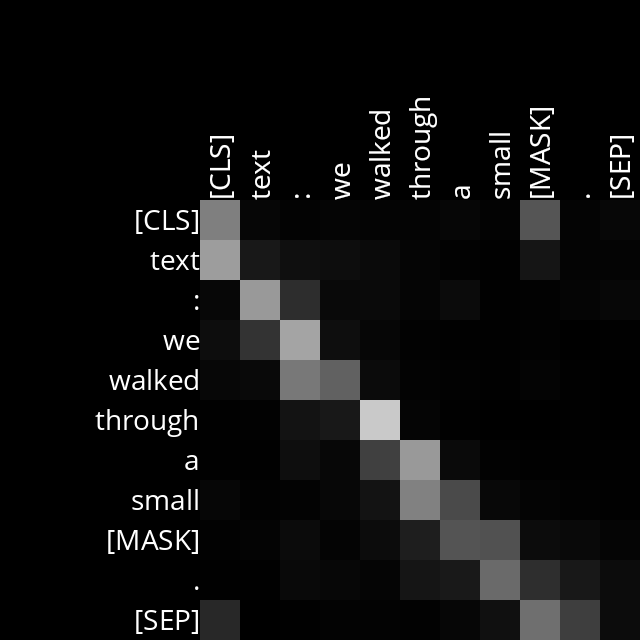 [CLS] text : we walked through a small [MASK] . [SEP]
[CLS]
text
:
we
walked
through
a
small
[MASK]
.
[SEP]